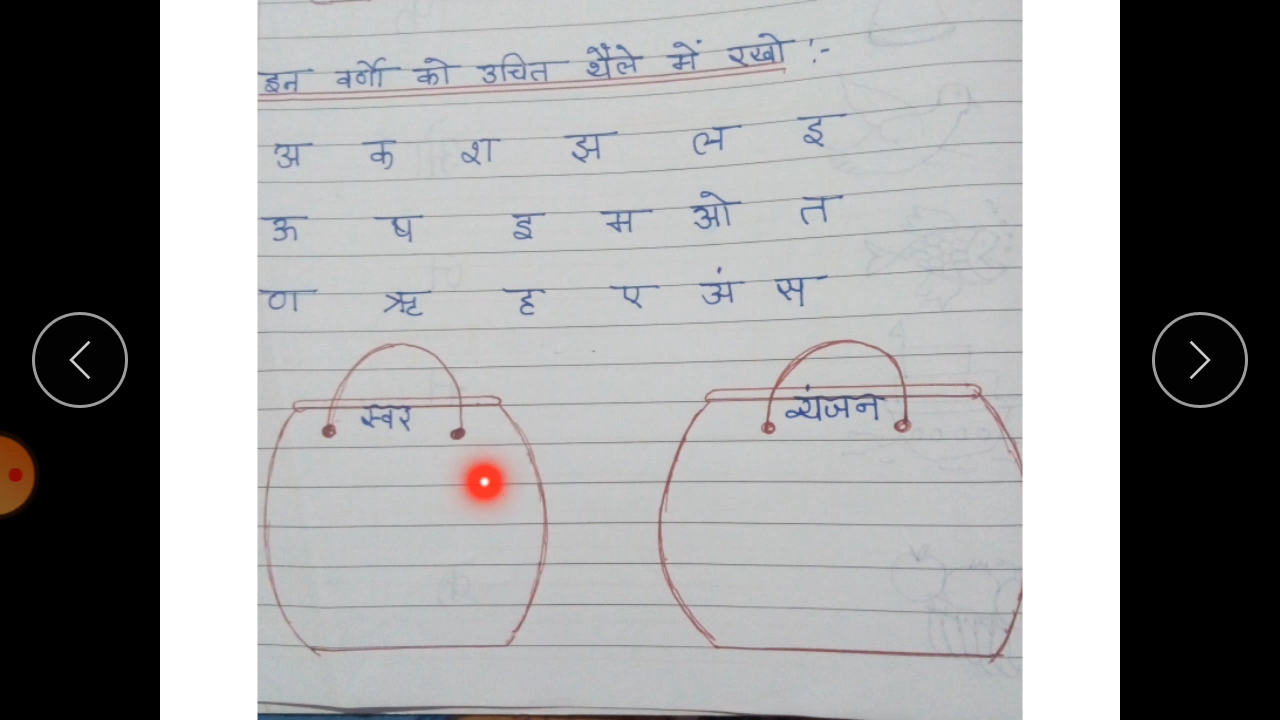 इन वर्णो को उचित थैले में रखो :-
अ क श झ ल इ
ऊ ष ह म ओ त
ण ऋ ह ए अं स
स्वर व्यंजन